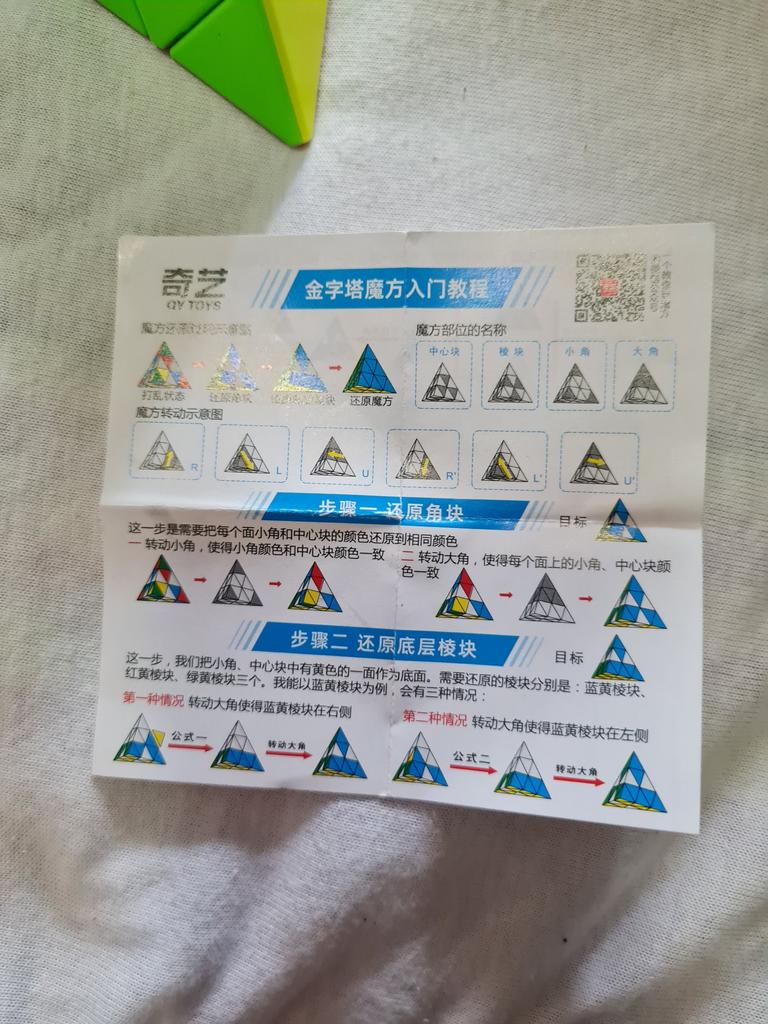 奇艺
QY TOYS
金字塔魔方入门教程
魔方部位的名称
中心块 棱块 小角 大角
打乱状态 还原角块 还原魔方
魔方转动示意图
R L U R' L' U'
步骤一 还原角块
目标
这一步是需要把每个面小角和中心块的颜色还原到相同颜色
一 转动小角，使得小角颜色和中心块颜色一致
二 转动大角，使得每个面上的小角、中心块颜
色一致
步骤二 还原底层棱块
目标
这一步，我们把小角、中心块中有黄色的一面作为底面。需要还原的棱块分别是：蓝黄棱块、
红黄棱块、绿黄棱块三个。我能以蓝黄棱块为例，会有三种情况：
第一种情况 转动大角使得蓝黄棱块在右侧
第二种情况 转动大角使得蓝黄棱块在左侧
公式一 转动大角
公式二 转动大角